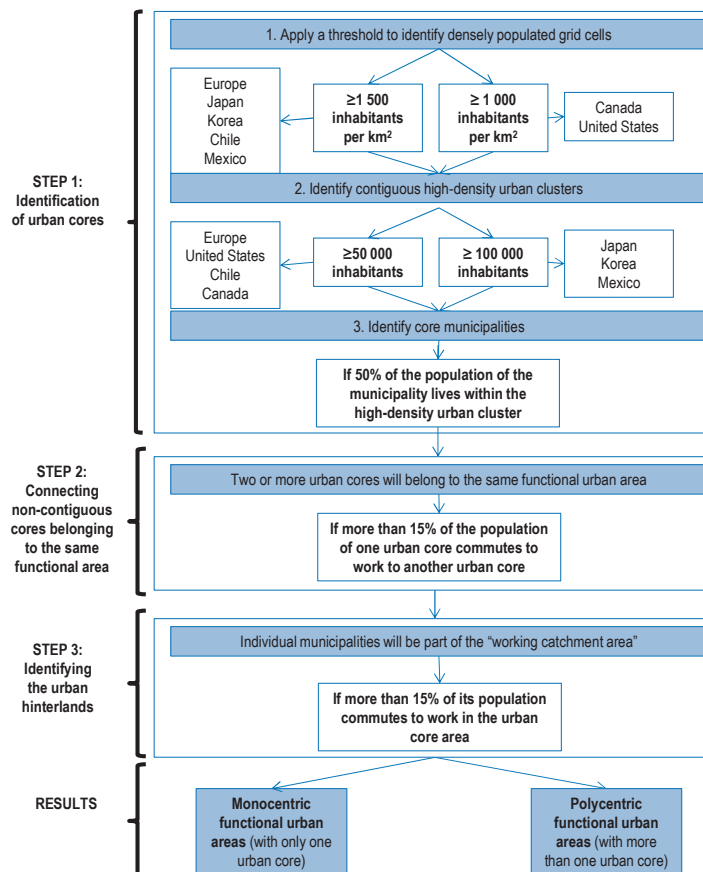 1. Apply a threshold to identify densely populated grid cells
Europe
Japan
Korea
Chile
Mexico
≥1 500
inhabitants
per km²
≥ 1 000
inhabitants
per km²
Canada
United States
STEP 1:
Identification
of urban cores
2. Identify contiguous high-density urban clusters
Europe
United States
Chile
Canada
≥50 000
inhabitants
≥ 100 000
inhabitants
Japan
Korea
Mexico
3. Identify core municipalities
If 50% of the population of the
municipality lives within the
high-density urban cluster
STEP 2:
Connecting
non-contiguous
cores belonging
to the same
functional area
Two or more urban cores will belong to the same functional urban area
If more than 15% of the population
of one urban core commutes to
work to another urban core
STEP 3:
Identifying
the urban
hinterlands
Individual municipalities will be part of the “working catchment area”
If more than 15% of its population
commutes to work in the urban
core area
RESULTS
Monocentric
functional urban
areas (with only one
urban core)
Polycentric
functional urban
areas (with more
than one urban core)